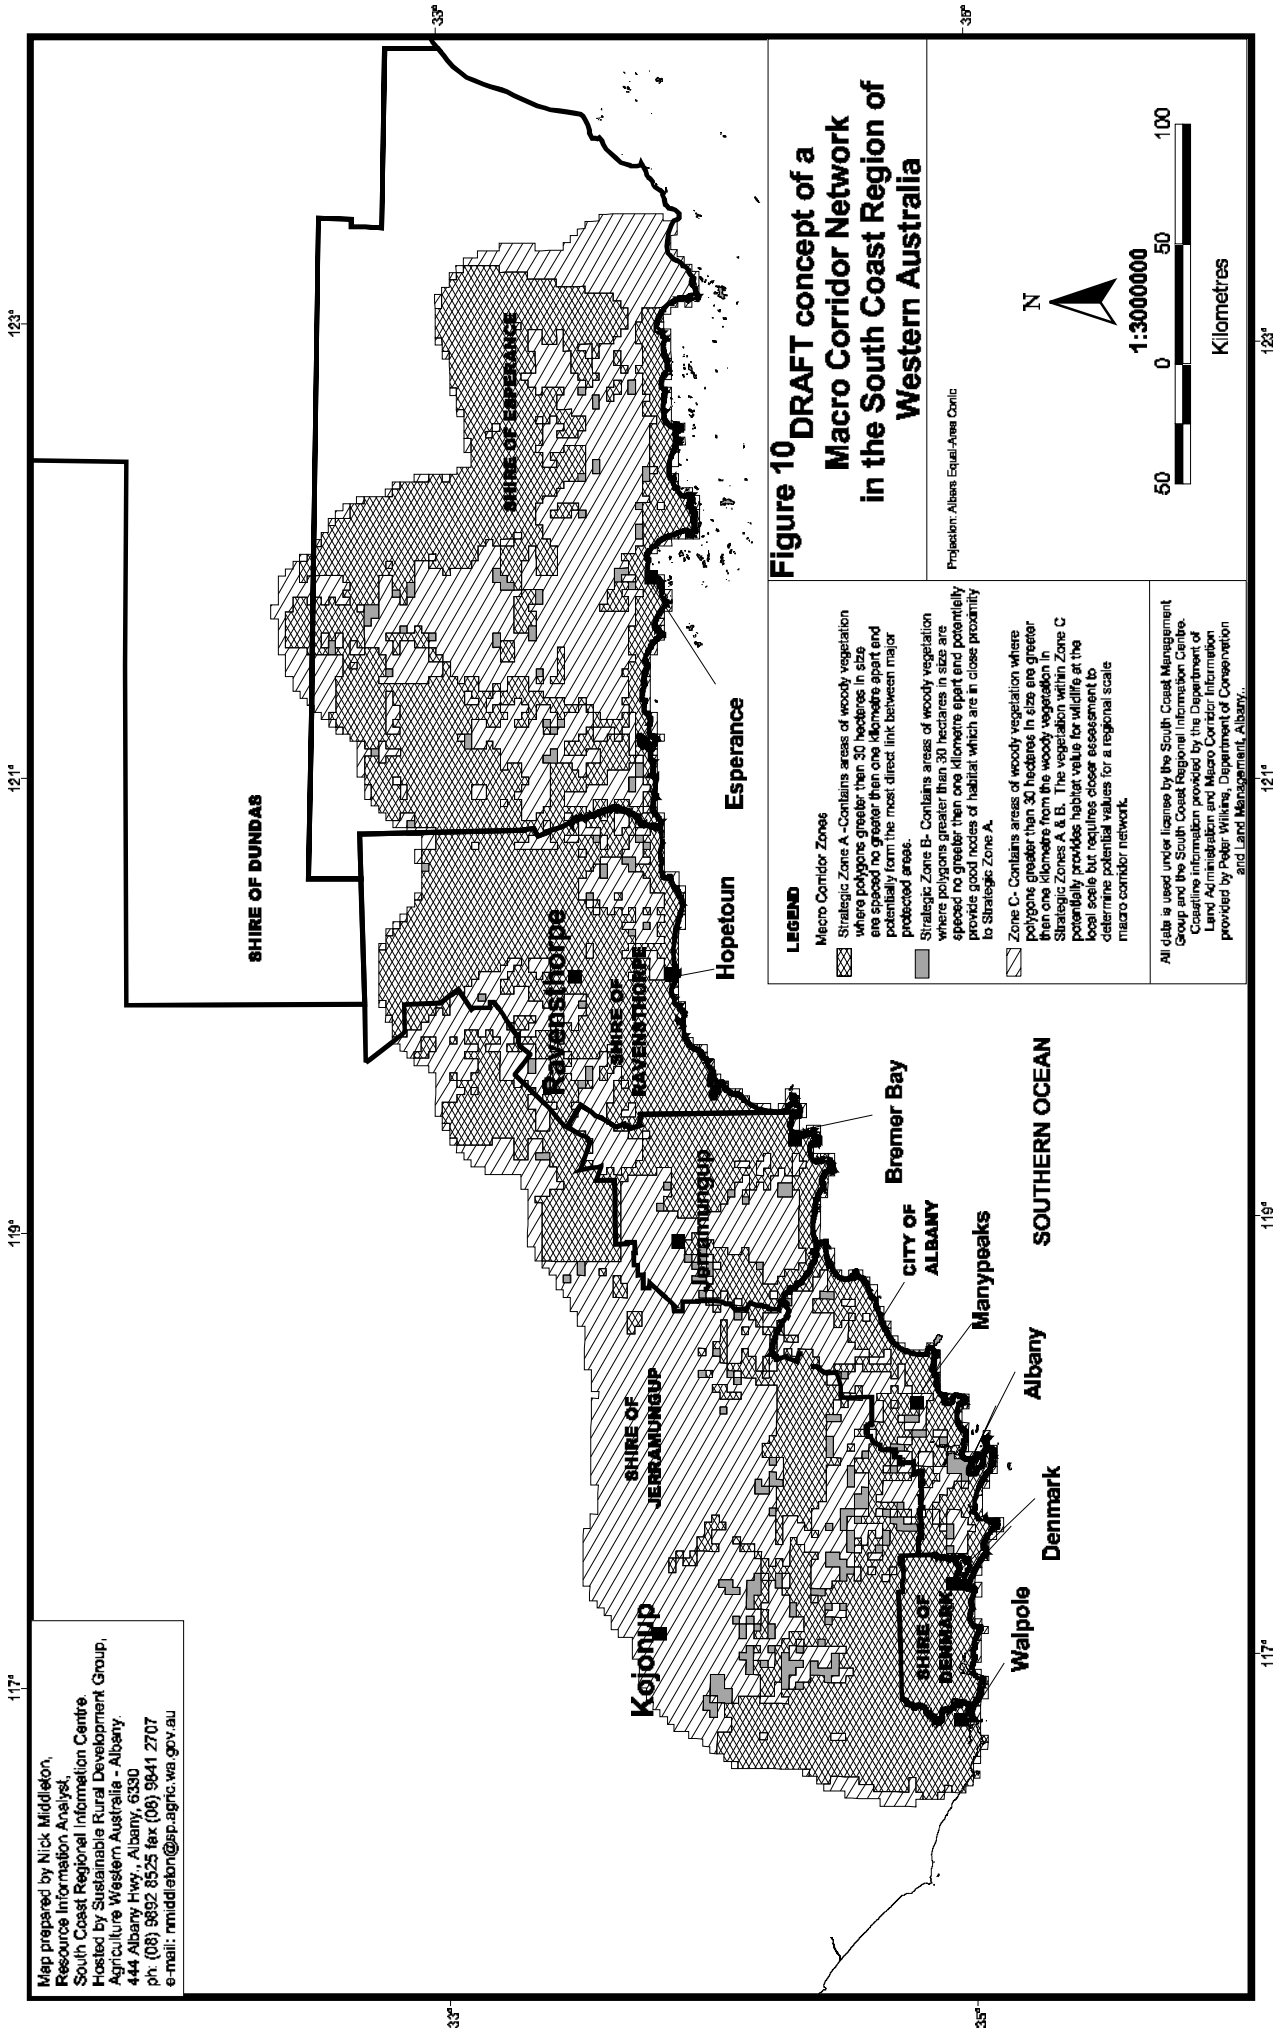 Map prepared by Nick Middleton,
Resource Information Analyst,
South Coast Regional Information Centre.
Hosted by Sustainable Rural Development Group,
Agriculture Western Australia - Albany.
444 Albany Hwy., Albany, 6330
ph: (08) 9892 8525 fax (08) 9841 2707
e-mail: nmiddleton@sp.agric.wa.gov.au
117°
119°
121°
123°
33°
35°
33°
35°
117°
119°
121°
123°
SHIRE OF DUNDAS
SHIRE OF ESPERANCE
Ravensthorpe
SHIRE OF
RAVENSTHORPE
Jerramungup
SHIRE OF
JERRAMUNGUP
Kojonup
SHIRE OF
DENMARK
Walpole
Denmark
Albany
Manypeaks
CITY OF
ALBANY
Bremer Bay
Hopetoun
Esperance
SOUTHERN OCEAN
LEGEND
Macro Corridor Zones
Strategic Zone A -Contains areas of woody vegetation
where polygons greater than 30 hectares in size
are spaced no greater then one kilometre apart and
potentially form the most direct link between major
protected areas.
Strategic Zone B- Contains areas of woody vegetation
where polygons greater than 30 hectares in size are
spaced no greater then one kilometre apart and potentially
provide good nodes of habitat which are in close proximity
to Strategic Zone A.
Zone C- Contains areas of woody vegetation where
polygons greater than 30 hectares in size are greater
then one kilometre from the woody vegetation in
Strategic Zones A & B. The vegetation within Zone C
potentially provides habitat value for wildlife at the
local scale but requires closer assessment to
determine potential values for a regional scale
macro corridor network.
All data is used under license by the South Coast Management
Group and the South Coast Regional Information Centre.
Coastline information provided by the Department of
Land Administration and Macro Corridor Information
provided by Peter Wilkins, Department of Conservation
and Land Management, Albany..
Figure 10
DRAFT concept of a
Macro Corridor Network
in the South Coast Region of
Western Australia
Projection: Albers Equal-Area Conic
N
1:3000000
50 0 50 100
Kilometres